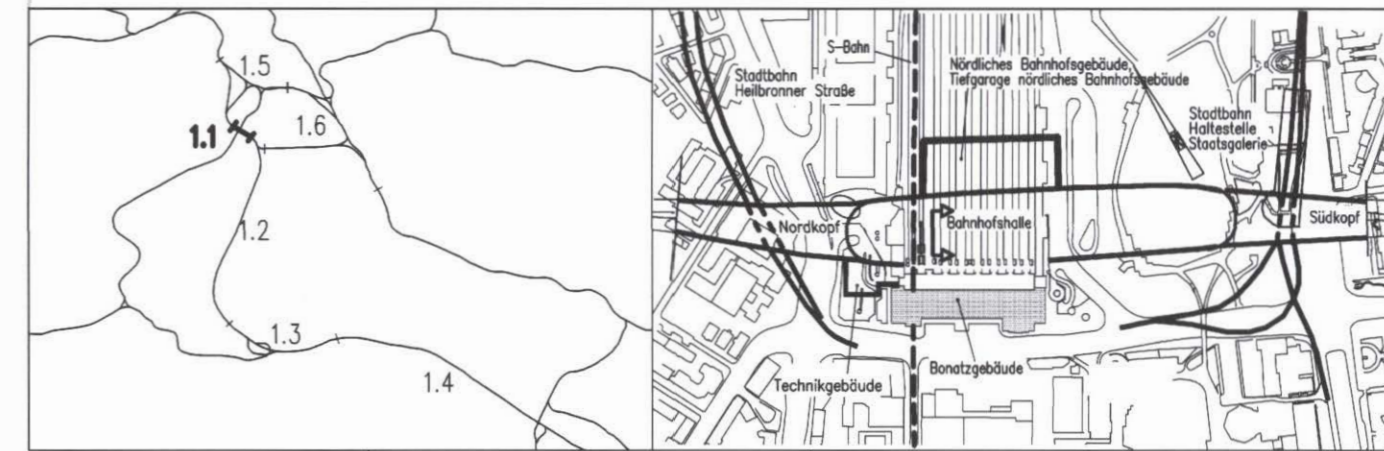 1.5
1.1
1.6
1.2
1.3
1.4
S-Bahn
Nördliches Bahnhofsgebäude,
Tiefgarage nördliches Bahnhofsgebäude
Stadtbahn
Heilbronner Straße
Stadtbahn
Haltestelle
Staatsgalerie
Nordkopf
Bahnhofshalle
Südkopf
Technikgebäude
Bonatzgebäude